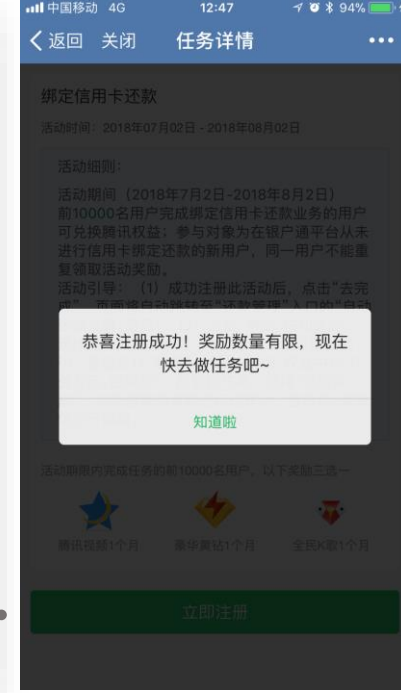 中国移动 4G 12:47 94%
返回 关闭 任务详情
绑定信用卡还款
活动时间：2018年07月02日 - 2018年08月02日
活动细则：
活动期间（2018年7月2日-2018年8月2日）
前10000名用户完成绑定信用卡还款业务的用户
可兑换腾讯权益；参与对象为在银户通平台从未
进行信用卡绑定还款的新用户，同一用户不能重
复领取活动奖励。
活动引导：（1）成功注册此活动后，点击“去完
成”，页面将自动跳转至“还款管理”入口的“自动
恭喜注册成功！奖励数量有限，现在
快去做任务吧~
知道啦
活动期限内完成任务的前10000名用户，以下奖励三选一
腾讯视频1个月 豪华黄钻1个月 全民K歌1个月
立即注册